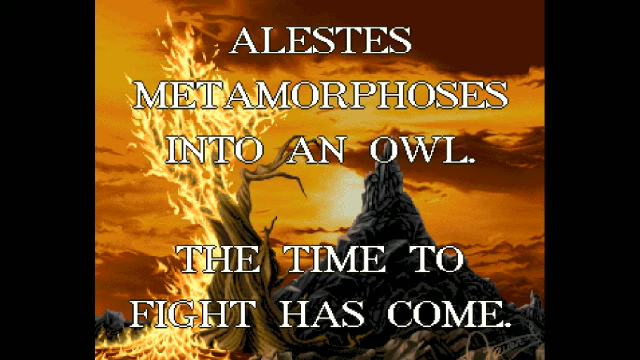 ALESTES
METAMORPHOSES
INTO AN OWL.
THE TIME TO
FIGHT HAS COME.